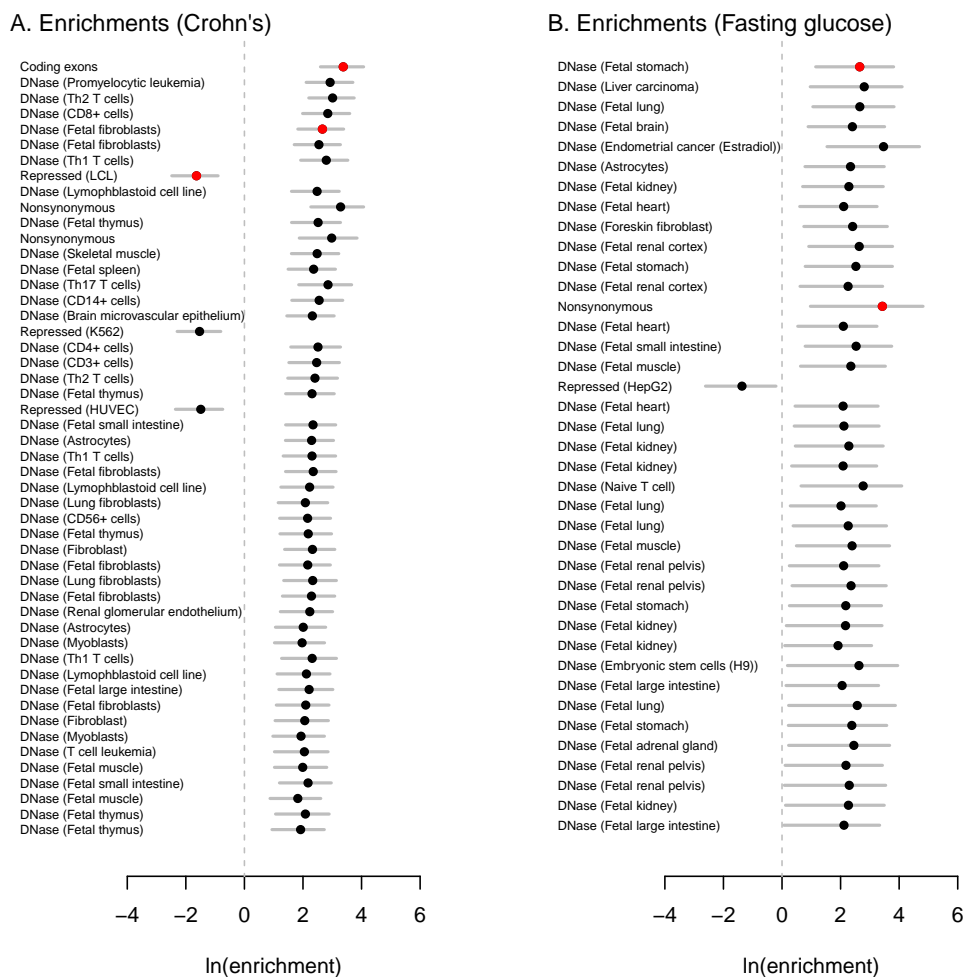 A. Enrichments (Crohn's)
Coding exons
DNase (Promyelocytic leukemia)
DNase (Th2 T cells)
DNase (CD8+ cells)
DNase (Fetal fibroblasts)
DNase (Fetal fibroblasts)
DNase (Th1 T cells)
Repressed (LCL)
DNase (Lymophblastoid cell line)
Nonsynonymous
DNase (Fetal thymus)
Nonsynonymous
DNase (Skeletal muscle)
DNase (Fetal spleen)
DNase (Th17 T cells)
DNase (CD14+ cells)
DNase (Brain microvascular epithelium)
Repressed (K562)
DNase (CD4+ cells)
DNase (CD3+ cells)
DNase (Th2 T cells)
DNase (Fetal thymus)
Repressed (HUVEC)
DNase (Fetal small intestine)
DNase (Astrocytes)
DNase (Th1 T cells)
DNase (Fetal fibroblasts)
DNase (Lymophblastoid cell line)
DNase (Lung fibroblasts)
DNase (CD56+ cells)
DNase (Fetal thymus)
DNase (Fibroblast)
DNase (Fetal fibroblasts)
DNase (Lung fibroblasts)
DNase (Fetal fibroblasts)
DNase (Renal glomerular endothelium)
DNase (Astrocytes)
DNase (Myoblasts)
DNase (Th1 T cells)
DNase (Lymophblastoid cell line)
DNase (Fetal large intestine)
DNase (Fetal fibroblasts)
DNase (Fibroblast)
DNase (Myoblasts)
DNase (T cell leukemia)
DNase (Fetal muscle)
DNase (Fetal small intestine)
DNase (Fetal muscle)
DNase (Fetal thymus)
DNase (Fetal thymus)
−4 −2 0 2 4 6
ln(enrichment)
B. Enrichments (Fasting glucose)
DNase (Fetal stomach)
DNase (Liver carcinoma)
DNase (Fetal lung)
DNase (Fetal brain)
DNase (Endometrial cancer (Estradiol))
DNase (Astrocytes)
DNase (Fetal kidney)
DNase (Fetal heart)
DNase (Foreskin fibroblast)
DNase (Fetal renal cortex)
DNase (Fetal stomach)
DNase (Fetal renal cortex)
Nonsynonymous
DNase (Fetal heart)
DNase (Fetal small intestine)
DNase (Fetal muscle)
Repressed (HepG2)
DNase (Fetal heart)
DNase (Fetal lung)
DNase (Fetal kidney)
DNase (Fetal kidney)
DNase (Naive T cell)
DNase (Fetal lung)
DNase (Fetal lung)
DNase (Fetal muscle)
DNase (Fetal renal pelvis)
DNase (Fetal renal pelvis)
DNase (Fetal stomach)
DNase (Fetal kidney)
DNase (Fetal kidney)
DNase (Embryonic stem cells (H9))
DNase (Fetal large intestine)
DNase (Fetal lung)
DNase (Fetal stomach)
DNase (Fetal adrenal gland)
DNase (Fetal renal pelvis)
DNase (Fetal renal pelvis)
DNase (Fetal kidney)
DNase (Fetal large intestine)
−4 −2 0 2 4 6
ln(enrichment)